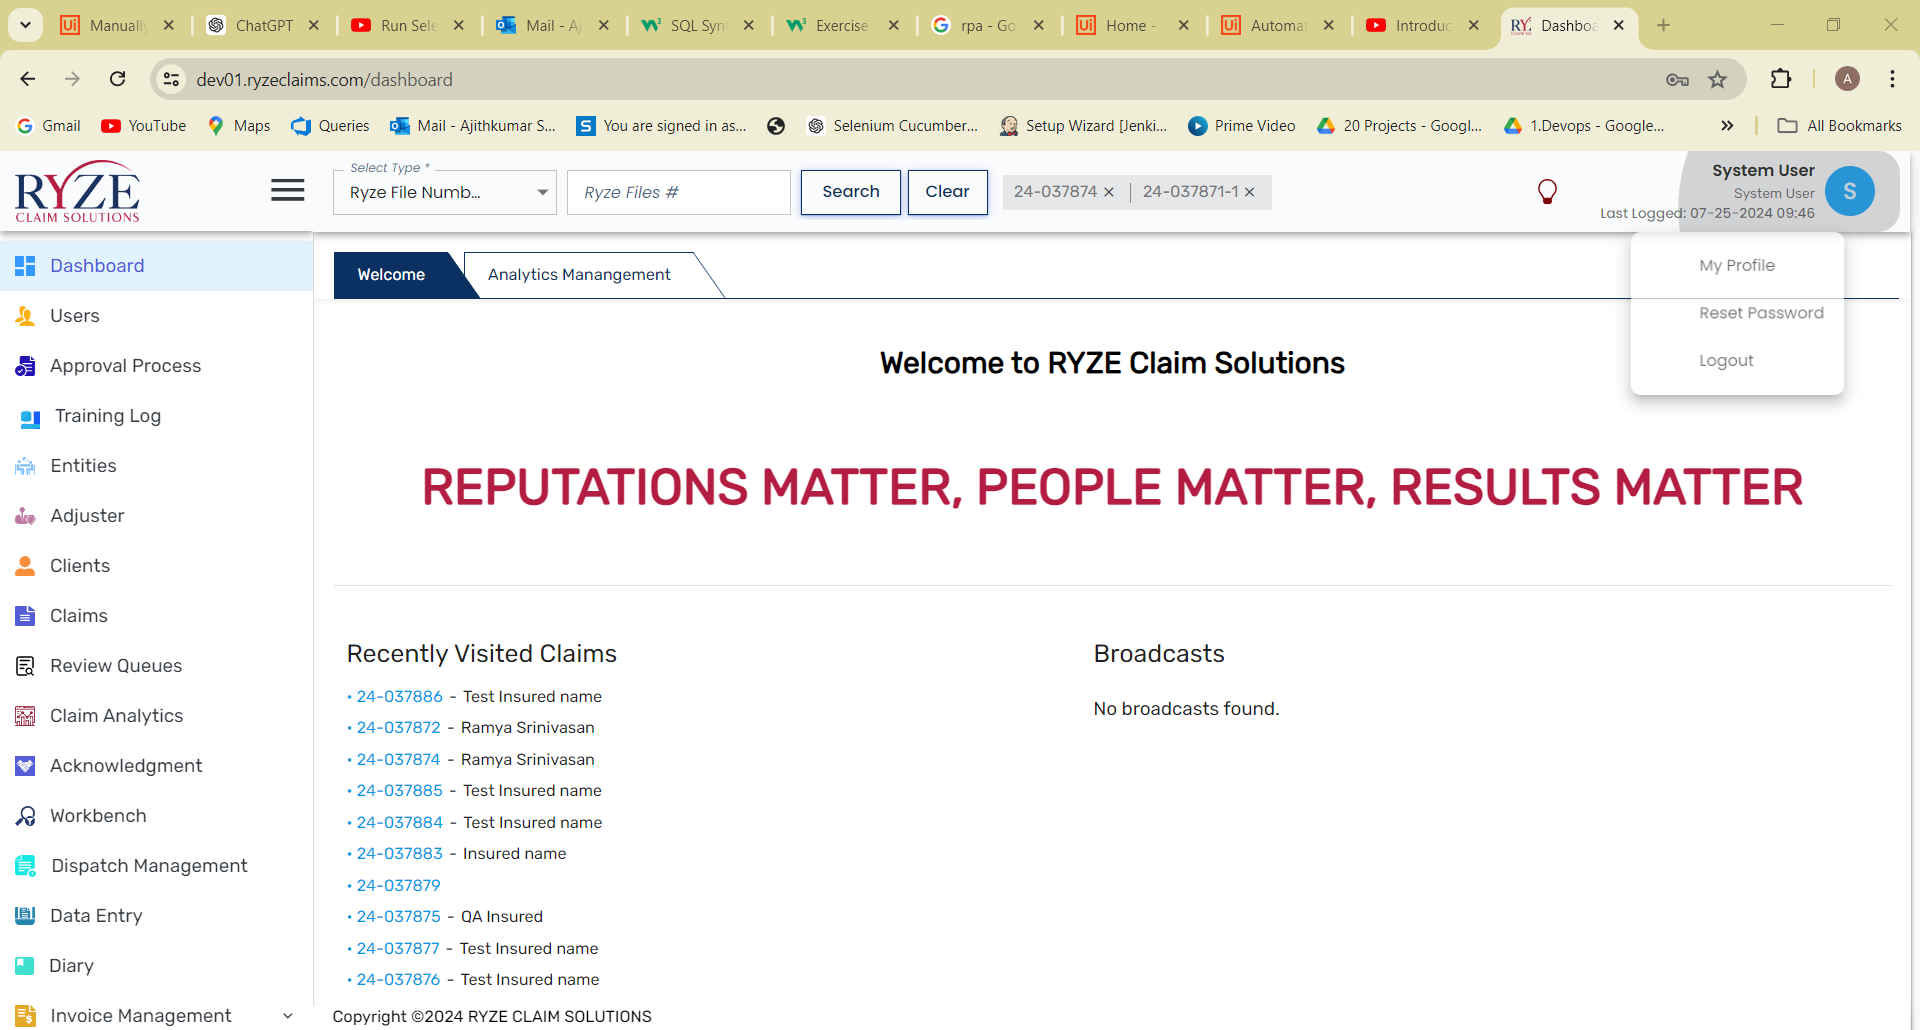 Manually
ChatGPT
Run Sele
Mail - Aj
SQL Syn
Exercise
rpa - Go
Home -
Automat
Introduc
Dashboa
dev01.ryzeclaims.com/dashboard
A
Gmail
YouTube
Maps
Queries
Mail - Ajithkumar S...
You are signed in as...
Selenium Cucumber...
Setup Wizard [Jenki...
Prime Video
20 Projects - Googl...
1.Devops - Google...
All Bookmarks
RYZE
CLAIM SOLUTIONS
Select Type *
Ryze File Numb...
Ryze Files #
Search
Clear
24-037874
24-037871-1
System User
System User
Last Logged: 07-25-2024 09:46
S
My Profile
Reset Password
Logout
Dashboard
Users
Approval Process
Training Log
Entities
Adjuster
Clients
Claims
Review Queues
Claim Analytics
Acknowledgment
Workbench
Dispatch Management
Data Entry
Diary
Invoice Management
Welcome
Analytics Manangement
Welcome to RYZE Claim Solutions
REPUTATIONS MATTER, PEOPLE MATTER, RESULTS MATTER
Recently Visited Claims
• 24-037886 - Test Insured name
• 24-037872 - Ramya Srinivasan
• 24-037874 - Ramya Srinivasan
• 24-037885 - Test Insured name
• 24-037884 - Test Insured name
• 24-037883 - Insured name
• 24-037879
• 24-037875 - QA Insured
• 24-037877 - Test Insured name
• 24-037876 - Test Insured name
Broadcasts
No broadcasts found.
Copyright ©2024 RYZE CLAIM SOLUTIONS